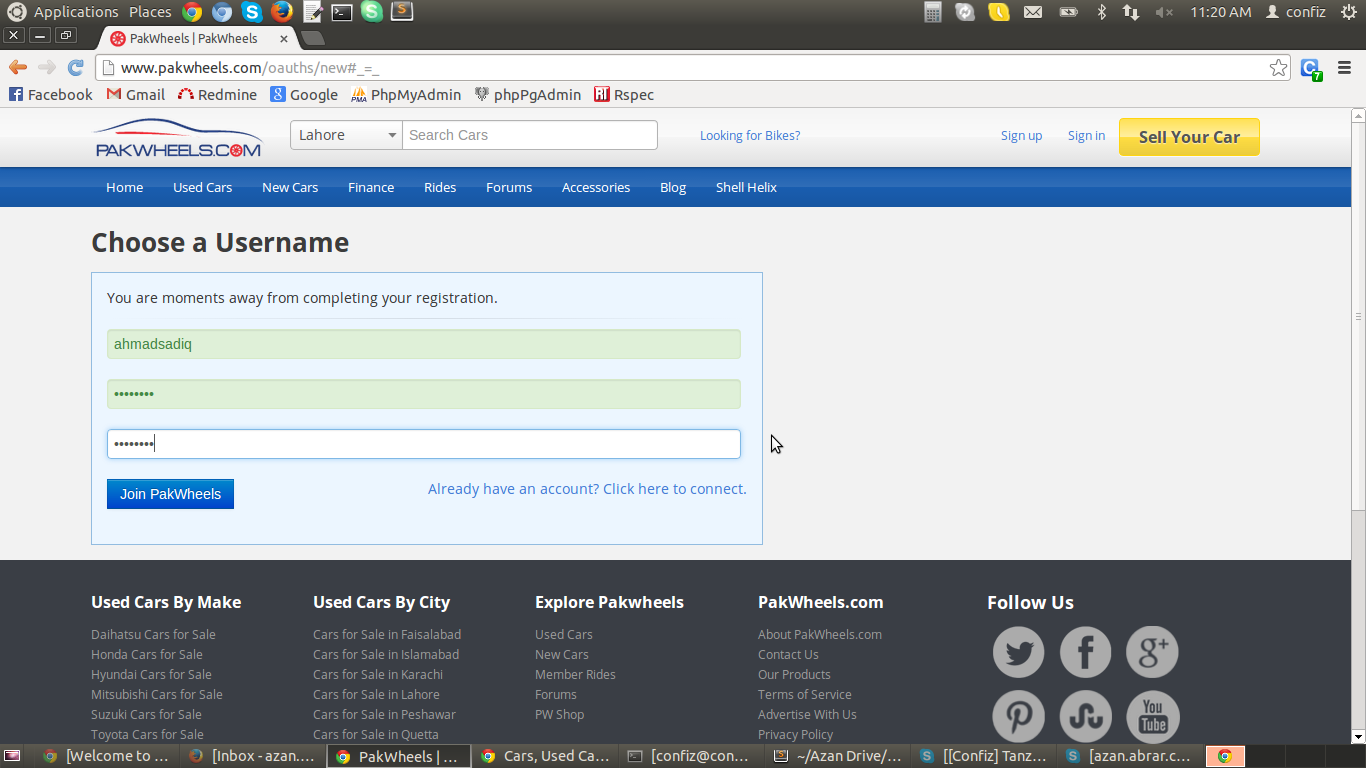 Applications Places 11:20 AM confiz
PakWheels | PakWheels
www.pakwheels.com/oauths/new#_=_
7
Facebook Gmail Redmine Google PhpMyAdmin phpPgAdmin Rspec
PAKWHEELS.COM Lahore Search Cars Looking for Bikes? Sign up Sign in Sell Your Car
Home Used Cars New Cars Finance Rides Forums Accessories Blog Shell Helix
Choose a Username
You are moments away from completing your registration.
ahmadsadiq
••••••••
••••••••
Join PakWheels Already have an account? Click here to connect.
Used Cars By Make Used Cars By City Explore Pakwheels PakWheels.com Follow Us
Daihatsu Cars for Sale Cars for Sale in Faisalabad Used Cars About PakWheels.com
Honda Cars for Sale Cars for Sale in Islamabad New Cars Contact Us
Hyundai Cars for Sale Cars for Sale in Karachi Member Rides Our Products
Mitsubishi Cars for Sale Cars for Sale in Lahore Forums Terms of Service
Suzuki Cars for Sale Cars for Sale in Peshawar PW Shop Advertise With Us
Toyota Cars for Sale Cars for Sale in Quetta Privacy Policy
You Tube
[Welcome to ... [Inbox - azan.... PakWheels | ... Cars, Used Ca... [confiz@con... ~/Azan Drive/... [[Confiz] Tanz... [azan.abrar.c...